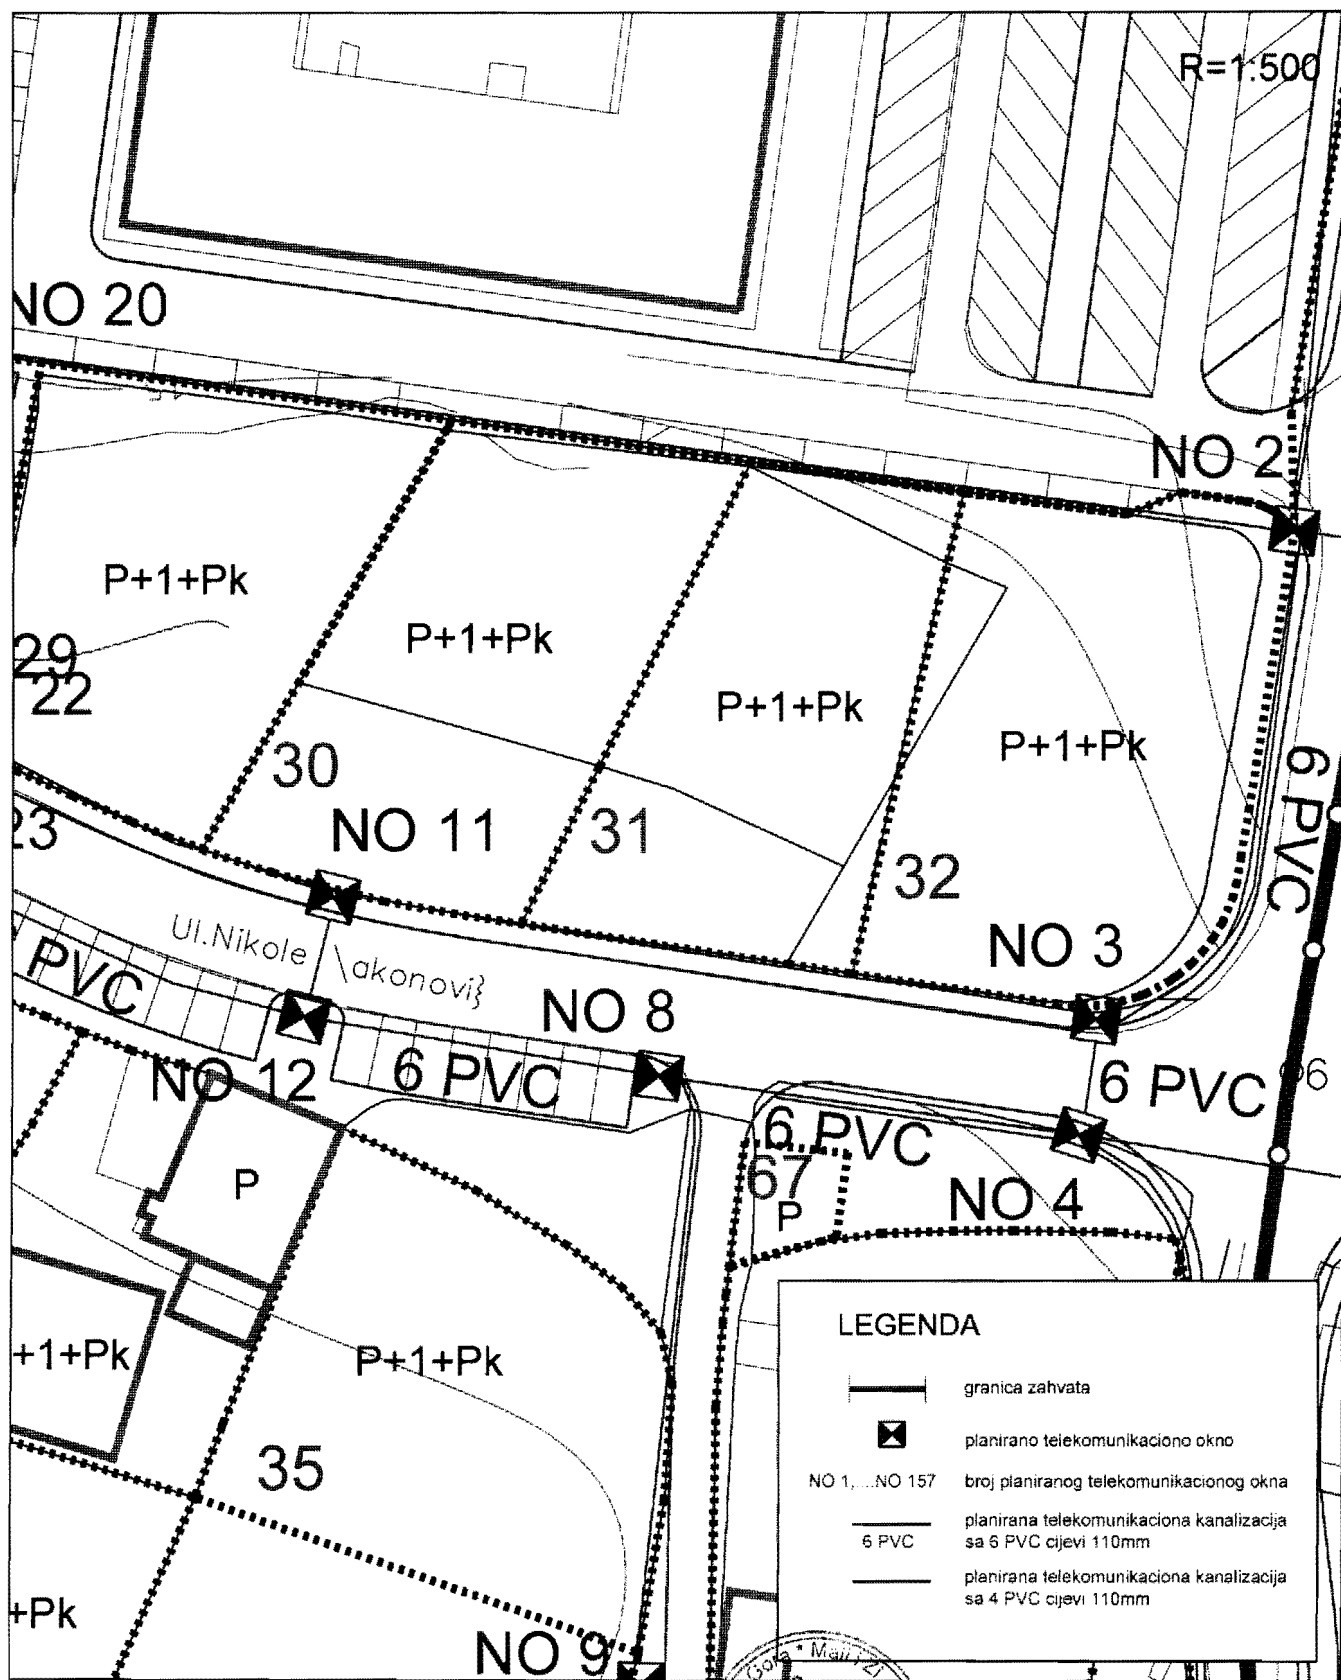 R=1:500
NO 20
NO 2
P+1+Pk
P+1+Pk
P+1+Pk
P+1+Pk
29
22
30
31
32
23
NO 11
NO 3
6 PVC
Ul.Nikole \akonovi}
PVC
NO 8
NO 12
6 PVC
6 PVC
6 PVC
67
P
P
NO 4
+1+Pk
P+1+Pk
35
+Pk
NO 9
LEGENDA
granica zahvata
planirano telekomunikaciono okno
NO 1,...NO 157 broj planiranog telekomunikacionog okna
planirana telekomunikaciona kanalizacija
6 PVC sa 6 PVC cijevi 110mm
planirana telekomunikaciona kanalizacija
sa 4 PVC cijevi 110mm